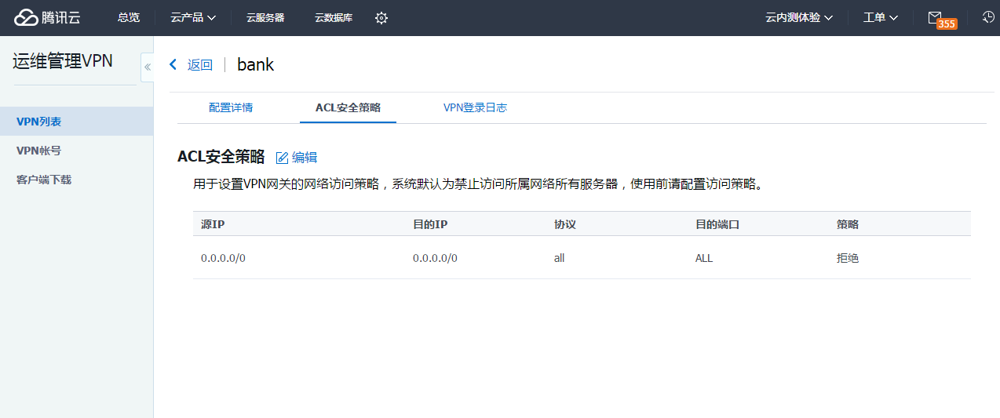 腾讯云 总览 云产品 云服务器 云数据库 云内测体验 工单 355
运维管理VPN
«
返回 bank
配置详情 ACL安全策略 VPN登录日志
VPN列表
VPN帐号
客户端下载
ACL安全策略 编辑
用于设置VPN网关的网络访问策略，系统默认为禁止访问所属网络所有服务器，使用前请配置访问策略。
源IP 目的IP 协议 目的端口 策略
0.0.0.0/0 0.0.0.0/0 all ALL 拒绝